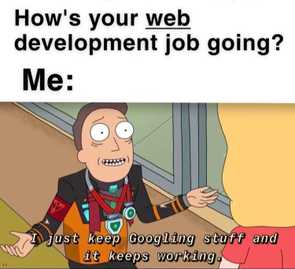 How's your web
development job going?
Me:
I just keep Googling stuff and
it keeps working.